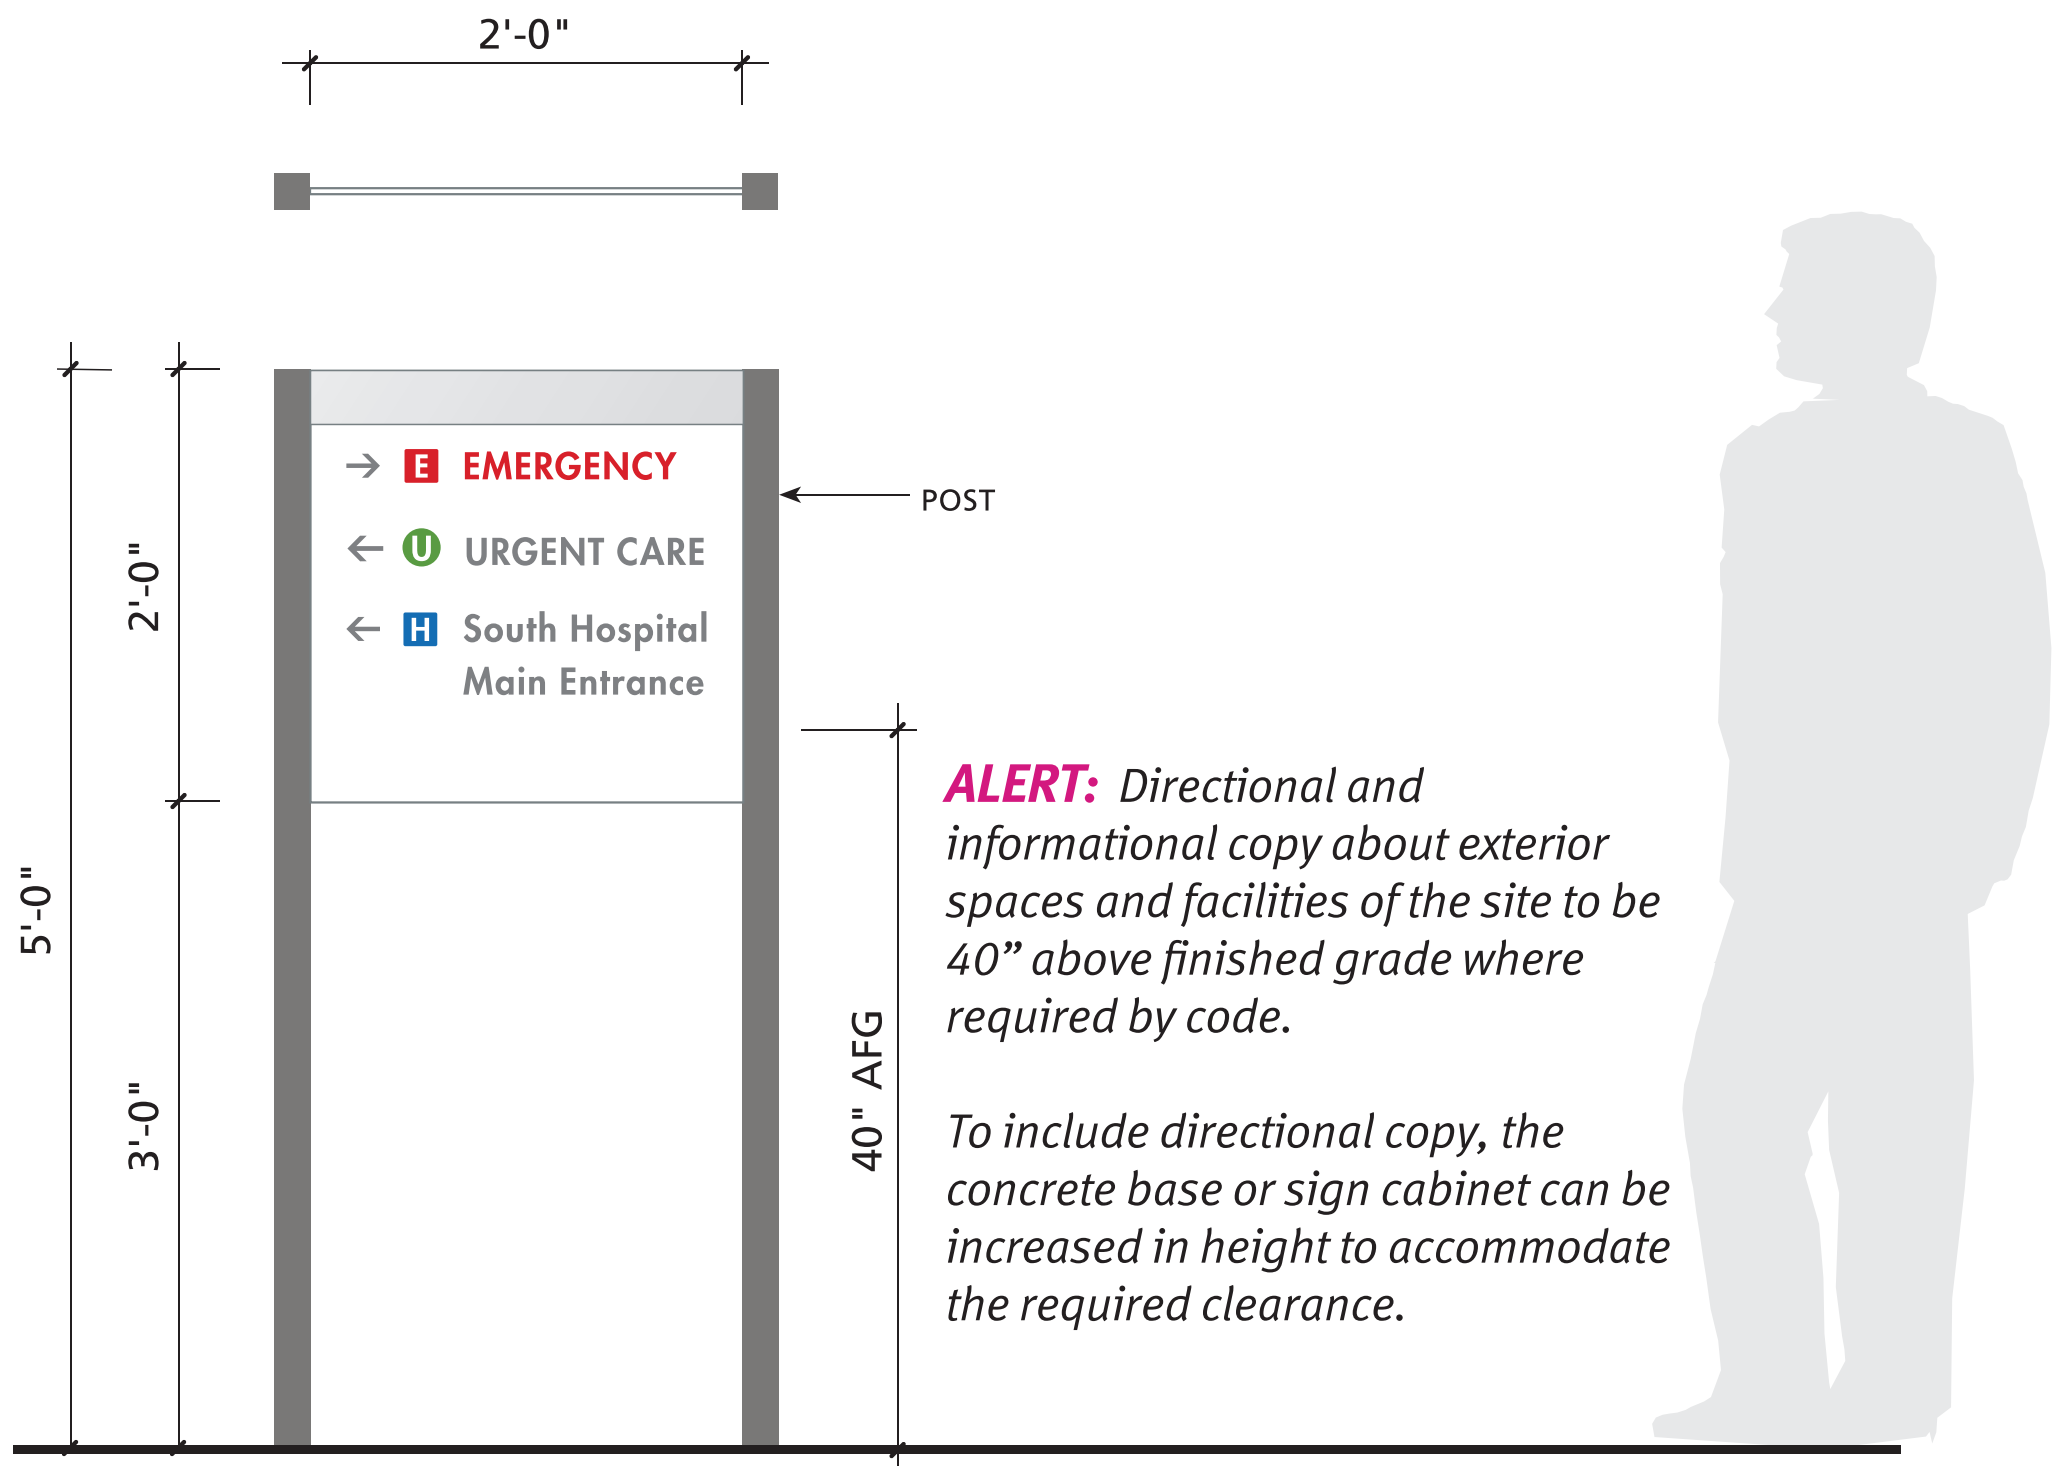 2'-0"
E EMERGENCY
POST
U URGENT CARE
2'-0"
H South Hospital
Main Entrance
5'-0"
3'-0"
40" AFG
ALERT: Directional and
informational copy about exterior
spaces and facilities of the site to be
40” above finished grade where
required by code.
To include directional copy, the
concrete base or sign cabinet can be
increased in height to accommodate
the required clearance.